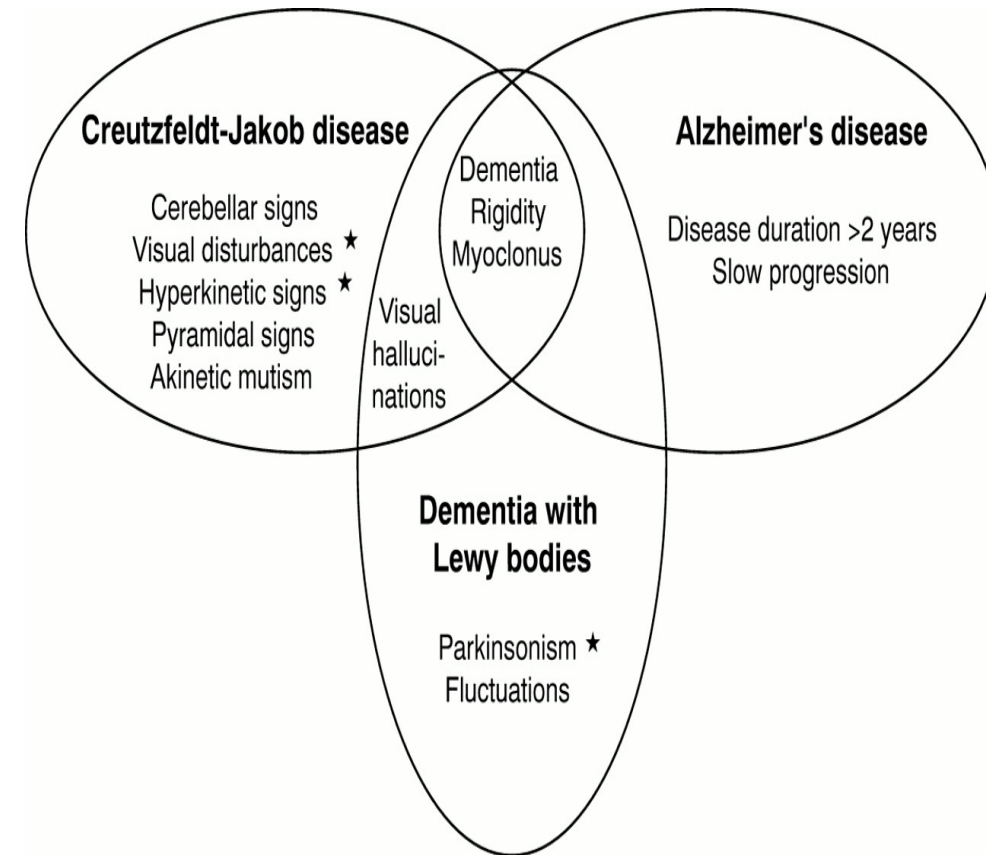 Creutzfeldt-Jakob disease
Cerebellar signs
Visual disturbances ★
Hyperkinetic signs ★
Pyramidal signs
Akinetic mutism
Dementia
Rigidity
Myoclonus
Visual
halluci-
nations
Alzheimer's disease
Disease duration >2 years
Slow progression
Dementia with
Lewy bodies
Parkinsonism ★
Fluctuations